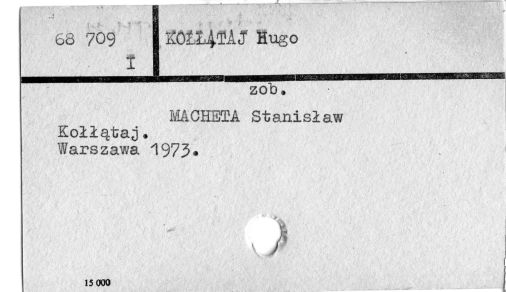 68 709
I
KOŁŁĄTAJ Hugo
zob.
MACHETA Stanisław
Kołłątaj.
Warszawa 1973.
15 000